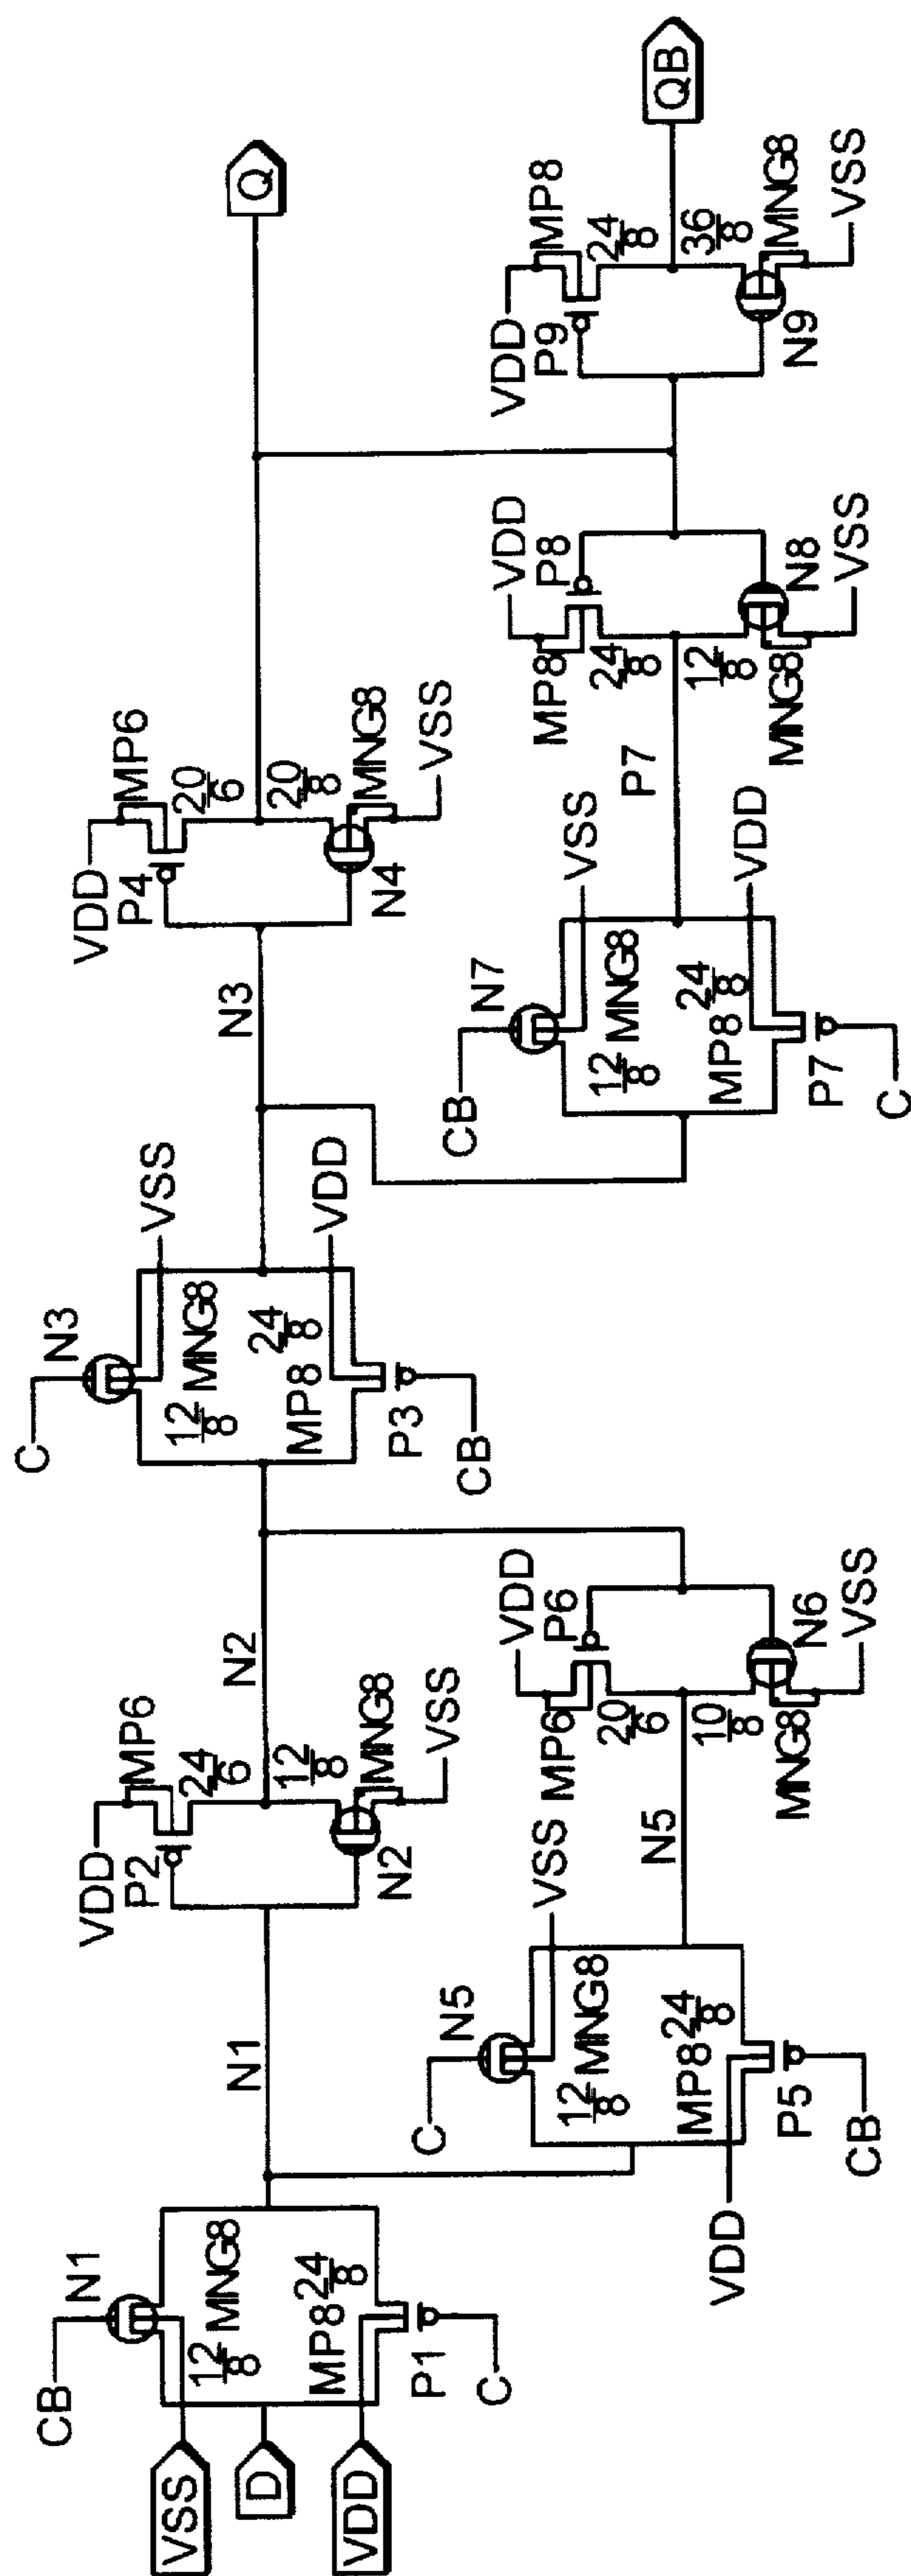 VSS
D
VDD
CB
N1
12/8
MNG8
MP8
24/8
P1
C
N1
C
N5
12/8
MNG8
VSS
MP8
24/8
VDD
P5
CB
VDD
P2
MP6
24/6
12/8
MNG8
N2
VSS
N5
N2
VDD
P6
MP6
20/6
10/8
MNG8
N6
VSS
C
N3
12/8
MNG8
VSS
MP8
24/8
VDD
P3
CB
N3
CB
N7
12/8
MNG8
VSS
MP8
24/8
VDD
P7
C
VDD
P4
MP6
20/6
20/8
MNG8
N4
VSS
P7
VDD
P8
MP8
24/8
12/8
MNG8
N8
VSS
VDD
P9
MP8
24/8
36/8
MNG8
N9
VSS
Q
QB